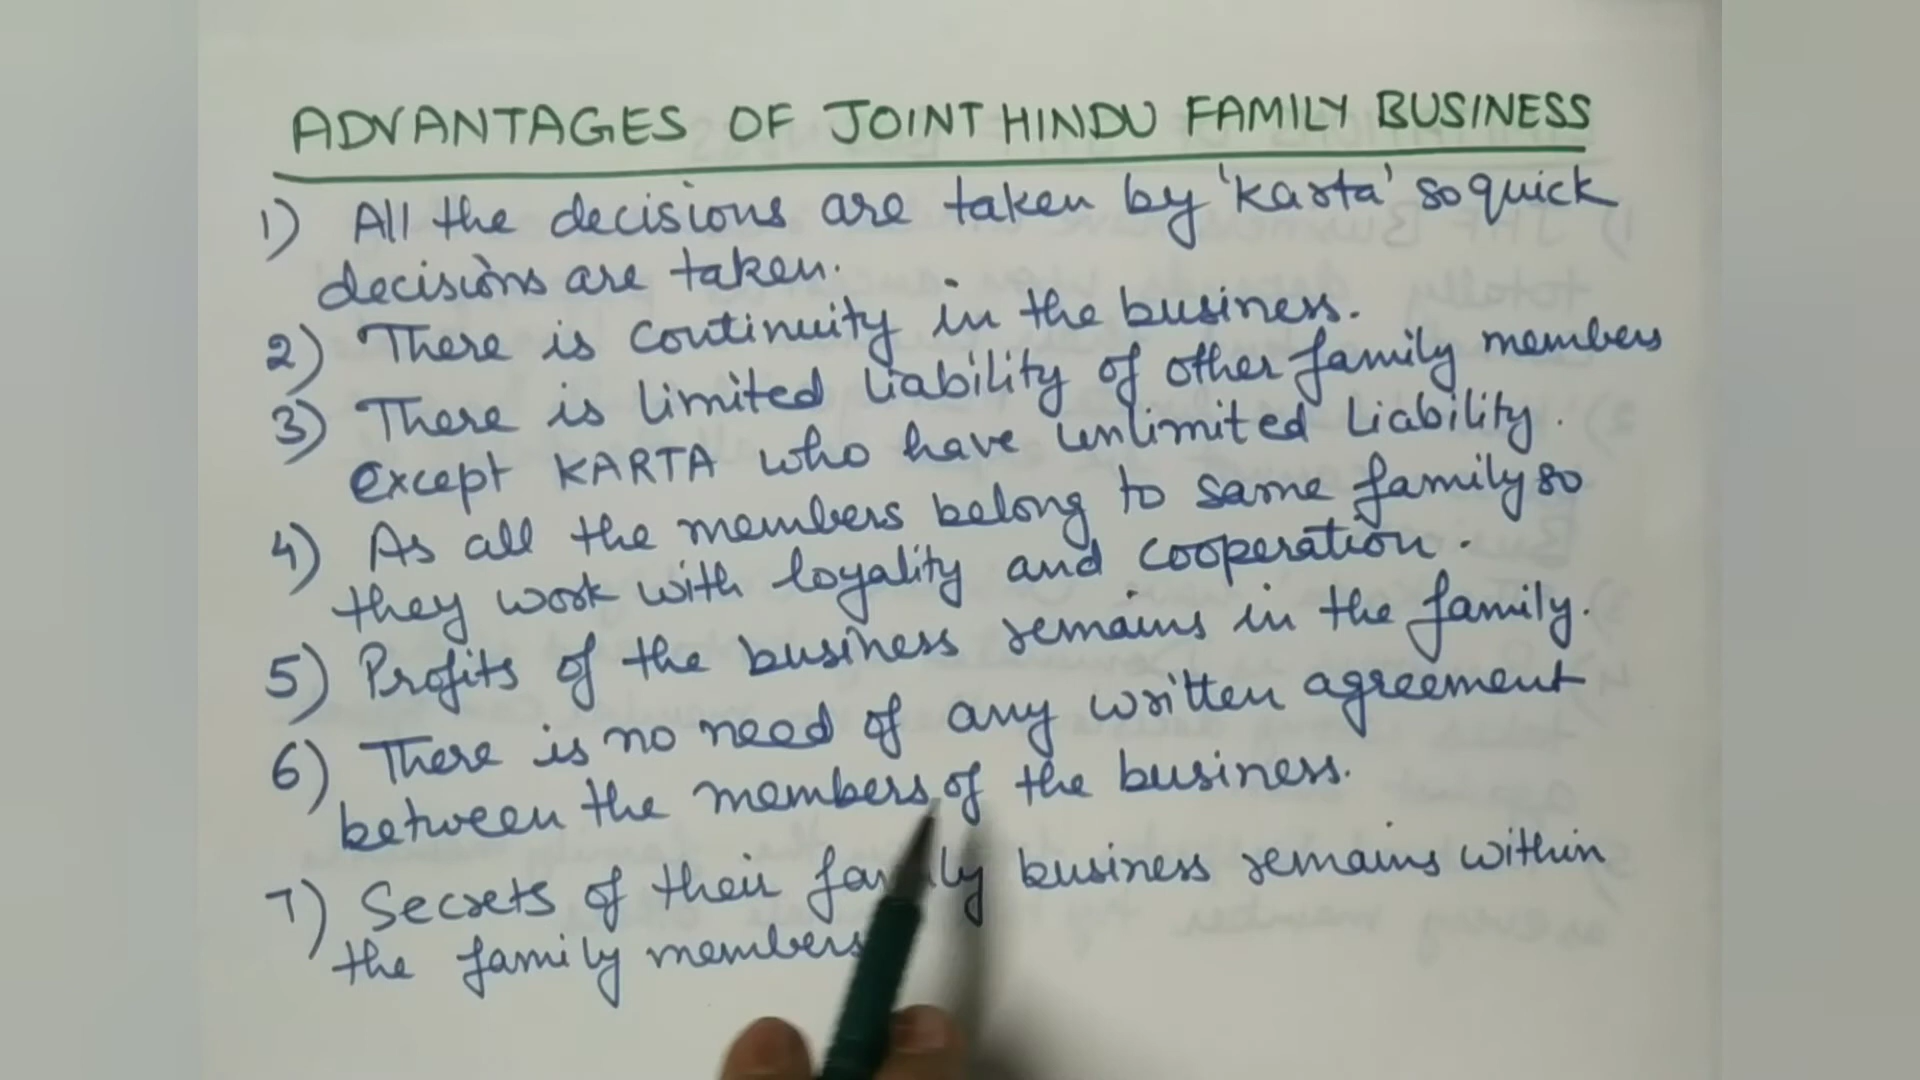 ADVANTAGES OF JOINT HINDU FAMILY BUSINESS
1) All the decisions are taken by 'karta' so quick
decisions are taken.
2) There is continuity in the business.
3) There is limited liability of other family members
except KARTA who have unlimited liability.
4) As all the members belong to same family so
they work with loyality and cooperation.
5) Profits of the business remains in the family.
6) There is no need of any written agreement
between the members of the business.
7) Secrets of their family business remains within
the family members